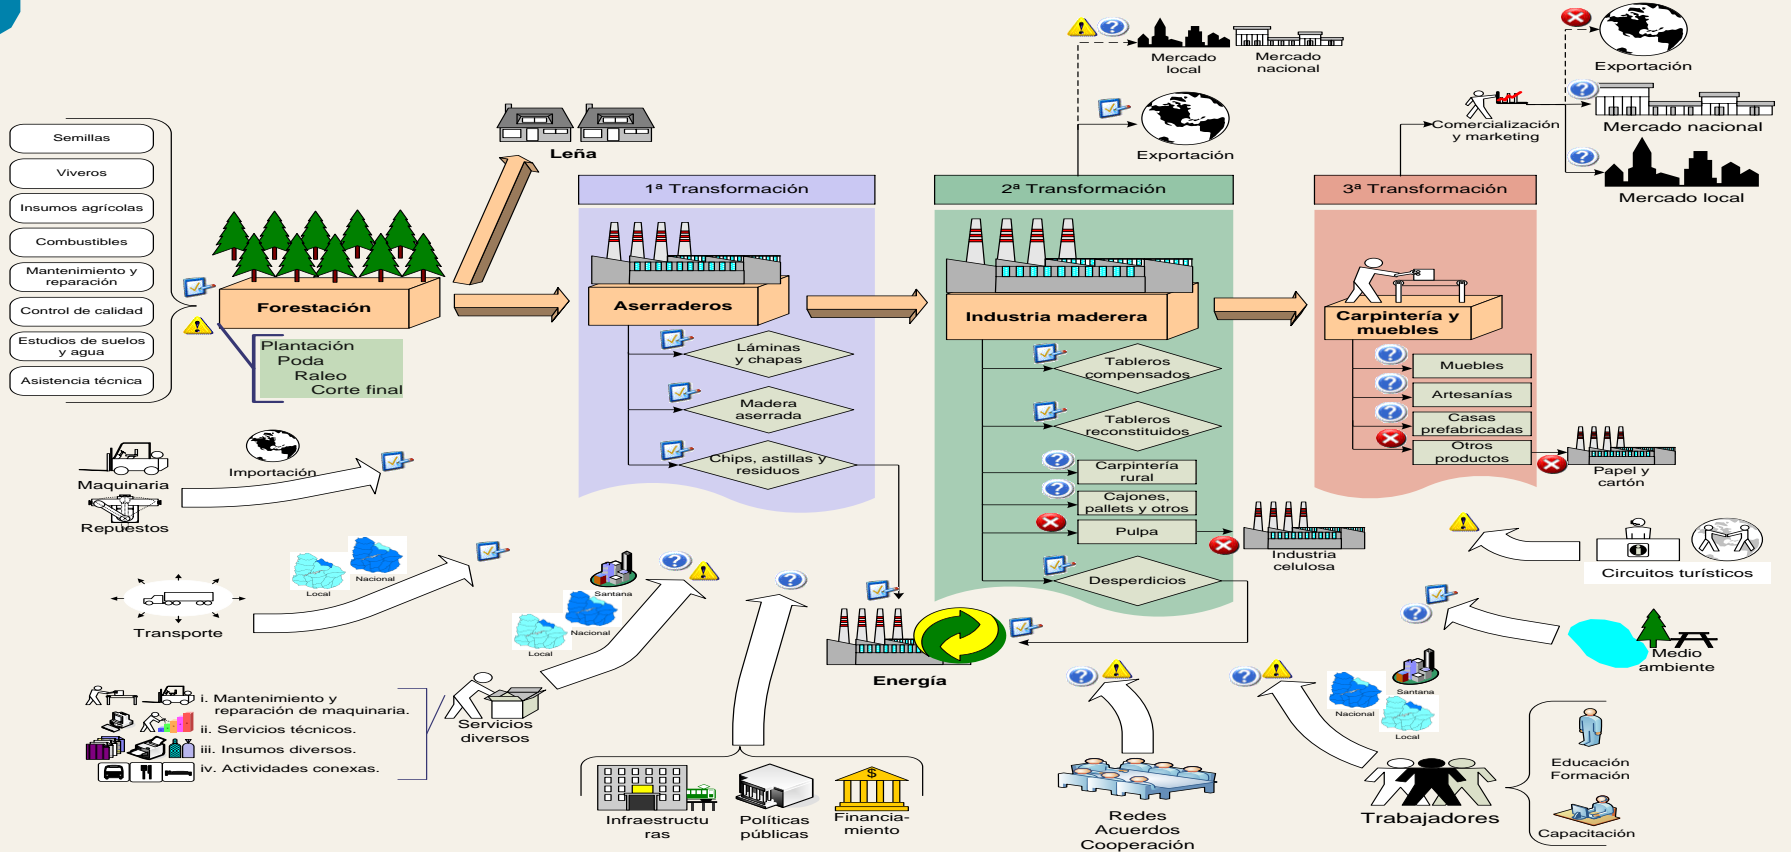 Semillas
Viveros
Insumos agrícolas
Combustibles
Mantenimiento y
reparación
Control de calidad
Estudios de suelos
y agua
Asistencia técnica
Forestación
Plantación
Poda
Raleo
Corte final
Leña
1ª Transformación
Aserraderos
Láminas
y chapas
Madera
aserrada
Chips, astillas y
residuos
2ª Transformación
Industria maderera
Tableros
compensados
Tableros
reconstituidos
Carpintería
rural
Cajones,
pallets y otros
Pulpa
Desperdicios
Industria
celulosa
Mercado
local
Mercado
nacional
Exportación
3ª Transformación
Carpintería y
muebles
Muebles
Artesanías
Casas
prefabricadas
Otros
productos
Papel y
cartón
Comercialización
y marketing
Exportación
Mercado nacional
Mercado local
Maquinaria
Repuestos
Importación
Transporte
Local
Nacional
i. Mantenimiento y
reparación de maquinaria.
ii. Servicios técnicos.
iii. Insumos diversos.
iv. Actividades conexas.
Servicios
diversos
Local
Nacional
Santana
Infraestructu
ras
Políticas
públicas
$
Financia-
miento
Energía
Redes
Acuerdos
Cooperación
Circuitos turísticos
Medio
ambiente
Nacional
Local
Santana
Trabajadores
Educación
Formación
Capacitación